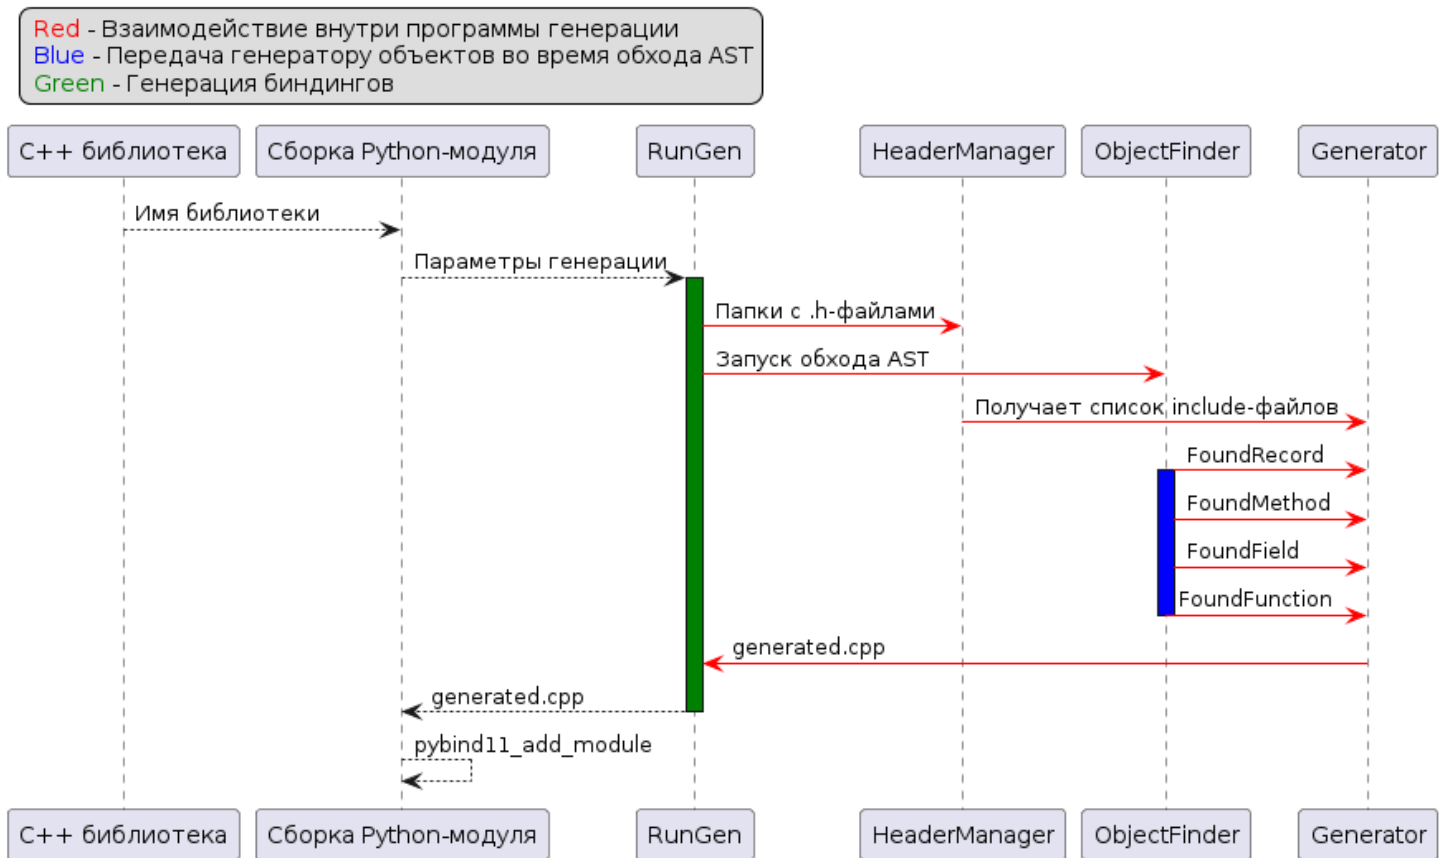 Red - Взаимодействие внутри программы генерации
Blue - Передача генератору объектов во время обхода AST
Green - Генерация биндингов
C++ библиотека
Сборка Python-модуля
RunGen
HeaderManager
ObjectFinder
Generator
Имя библиотеки
Параметры генерации
Папки с .h-файлами
Запуск обхода AST
Получает список include-файлов
FoundRecord
FoundMethod
FoundField
FoundFunction
generated.cpp
generated.cpp
pybind11_add_module
C++ библиотека
Сборка Python-модуля
RunGen
HeaderManager
ObjectFinder
Generator